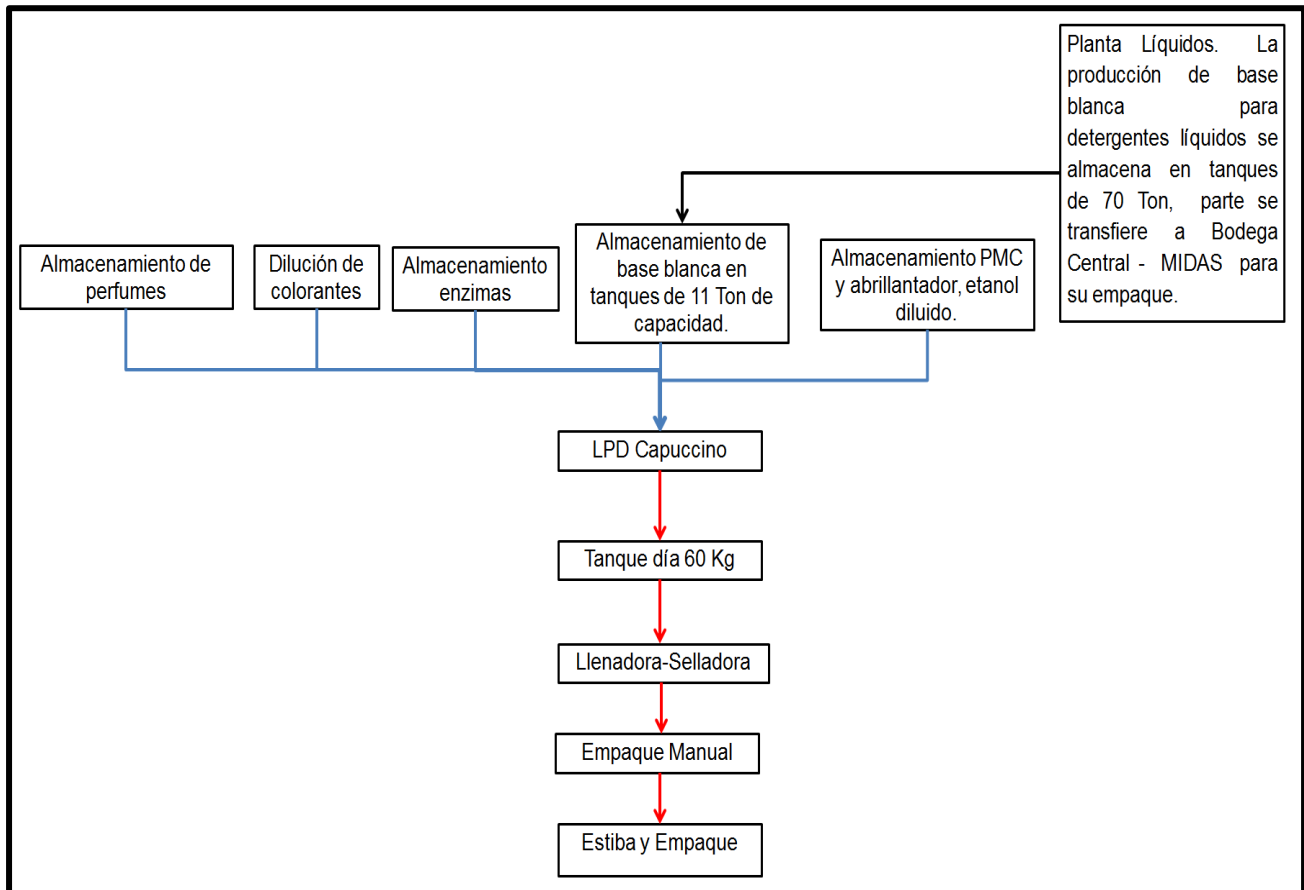 Planta Líquidos. La
producción de base
blanca para
detergentes líquidos se
almacena en tanques
de 70 Ton, parte se
transfiere a Bodega
Central - MIDAS para
su empaque.
Almacenamiento de
perfumes
Dilución de
colorantes
Almacenamiento
enzimas
Almacenamiento de
base blanca en
tanques de 11 Ton de
capacidad.
Almacenamiento PMC
y abrillantador, etanol
diluido.
LPD Capuccino
Tanque día 60 Kg
Llenadora-Selladora
Empaque Manual
Estiba y Empaque